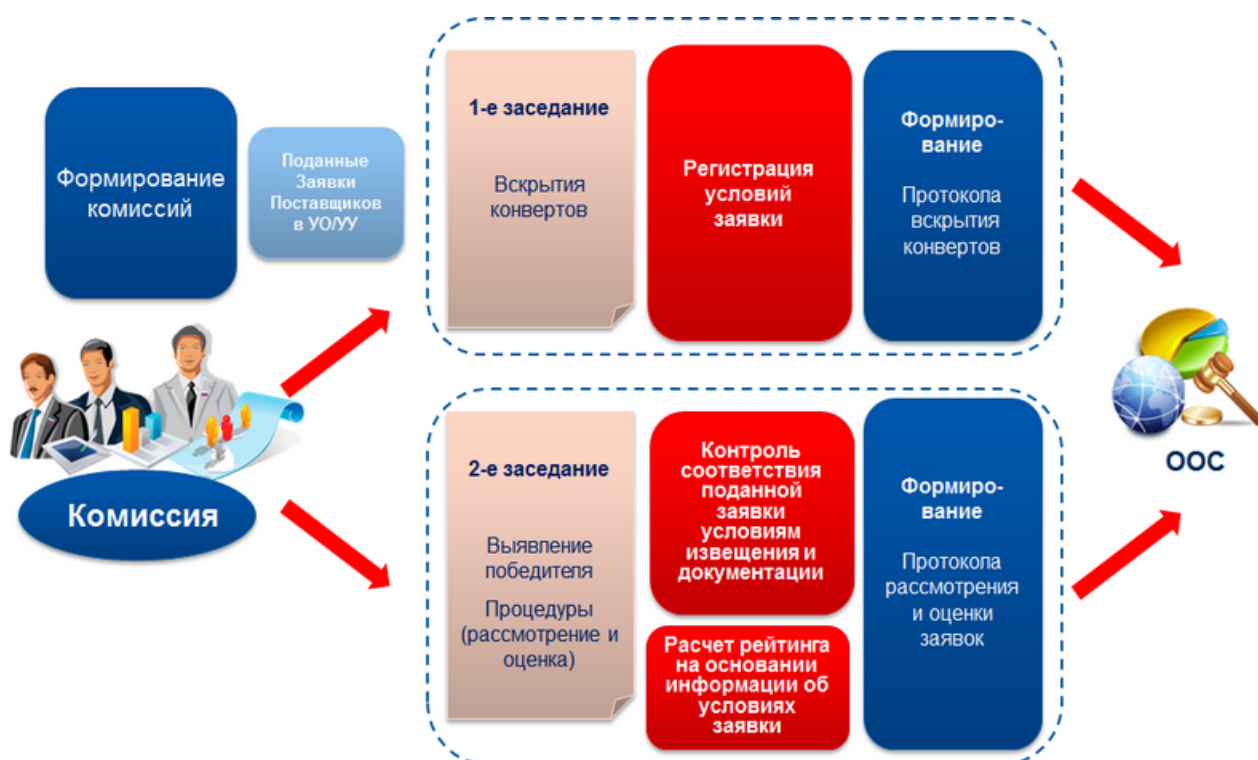 Формирование
комиссий
Поданные
Заявки
Поставщиков
в УО/УУ
Комиссия
1-е заседание
Вскрытия
конвертов
Регистрация
условий
заявки
Формиро-
вание
Протокола
вскрытия
конвертов
2-е заседание
Выявление
победителя
Процедуры
(рассмотрение и
оценка)
Контроль
соответствия
поданной
заявки
условиям
извещения и
документации
Расчет рейтинга
на основании
информации об
условиях
заявки
Формиро-
вание
Протокола
рассмотрения
и оценки
заявок
ООС